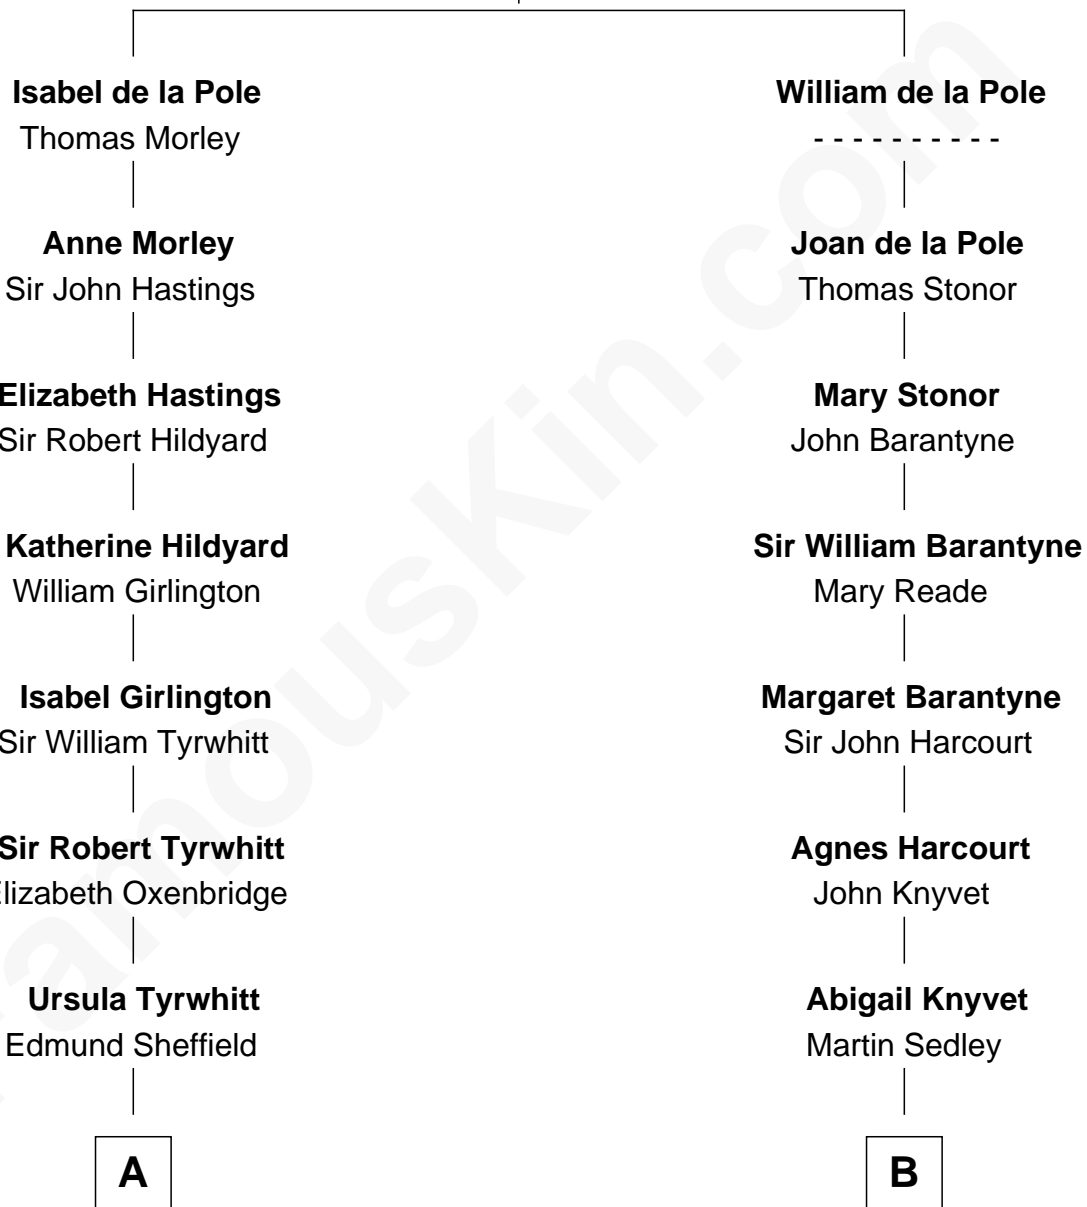 Isabel de la Pole
Thomas Morley
William de la Pole
- - - - - - - - - -
Anne Morley
Sir John Hastings
Joan de la Pole
Thomas Stonor
Elizabeth Hastings
Sir Robert Hildyard
Mary Stonor
John Barantyne
Katherine Hildyard
William Girlington
Sir William Barantyne
Mary Reade
Isabel Girlington
Sir William Tyrwhitt
Margaret Barantyne
Sir John Harcourt
Sir Robert Tyrwhitt
Elizabeth Oxenbridge
Agnes Harcourt
John Knyvet
Ursula Tyrwhitt
Edmund Sheffield
Abigail Knyvet
Martin Sedley
A
B
FamousKin.com